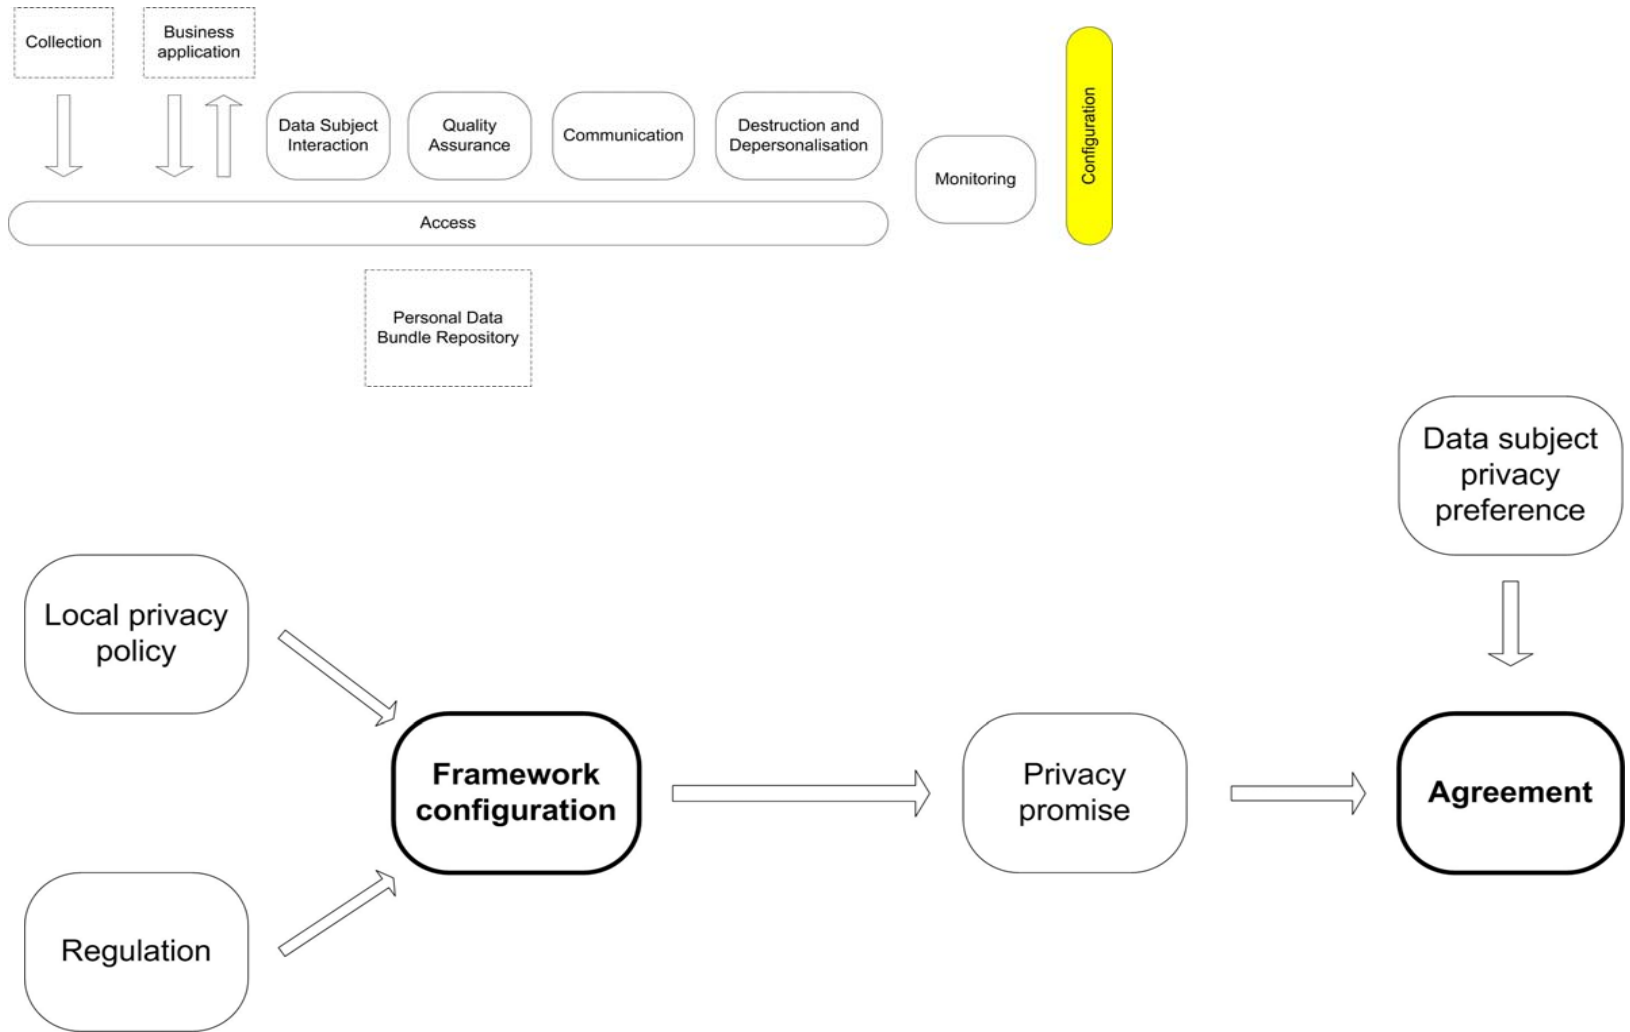 Collection
Business
application
Data Subject
Interaction
Quality
Assurance
Communication
Destruction and
Depersonalisation
Monitoring
Configuration
Access
Personal Data
Bundle Repository
Data subject
privacy
preference
Local privacy
policy
Framework
configuration
Privacy
promise
Agreement
Regulation